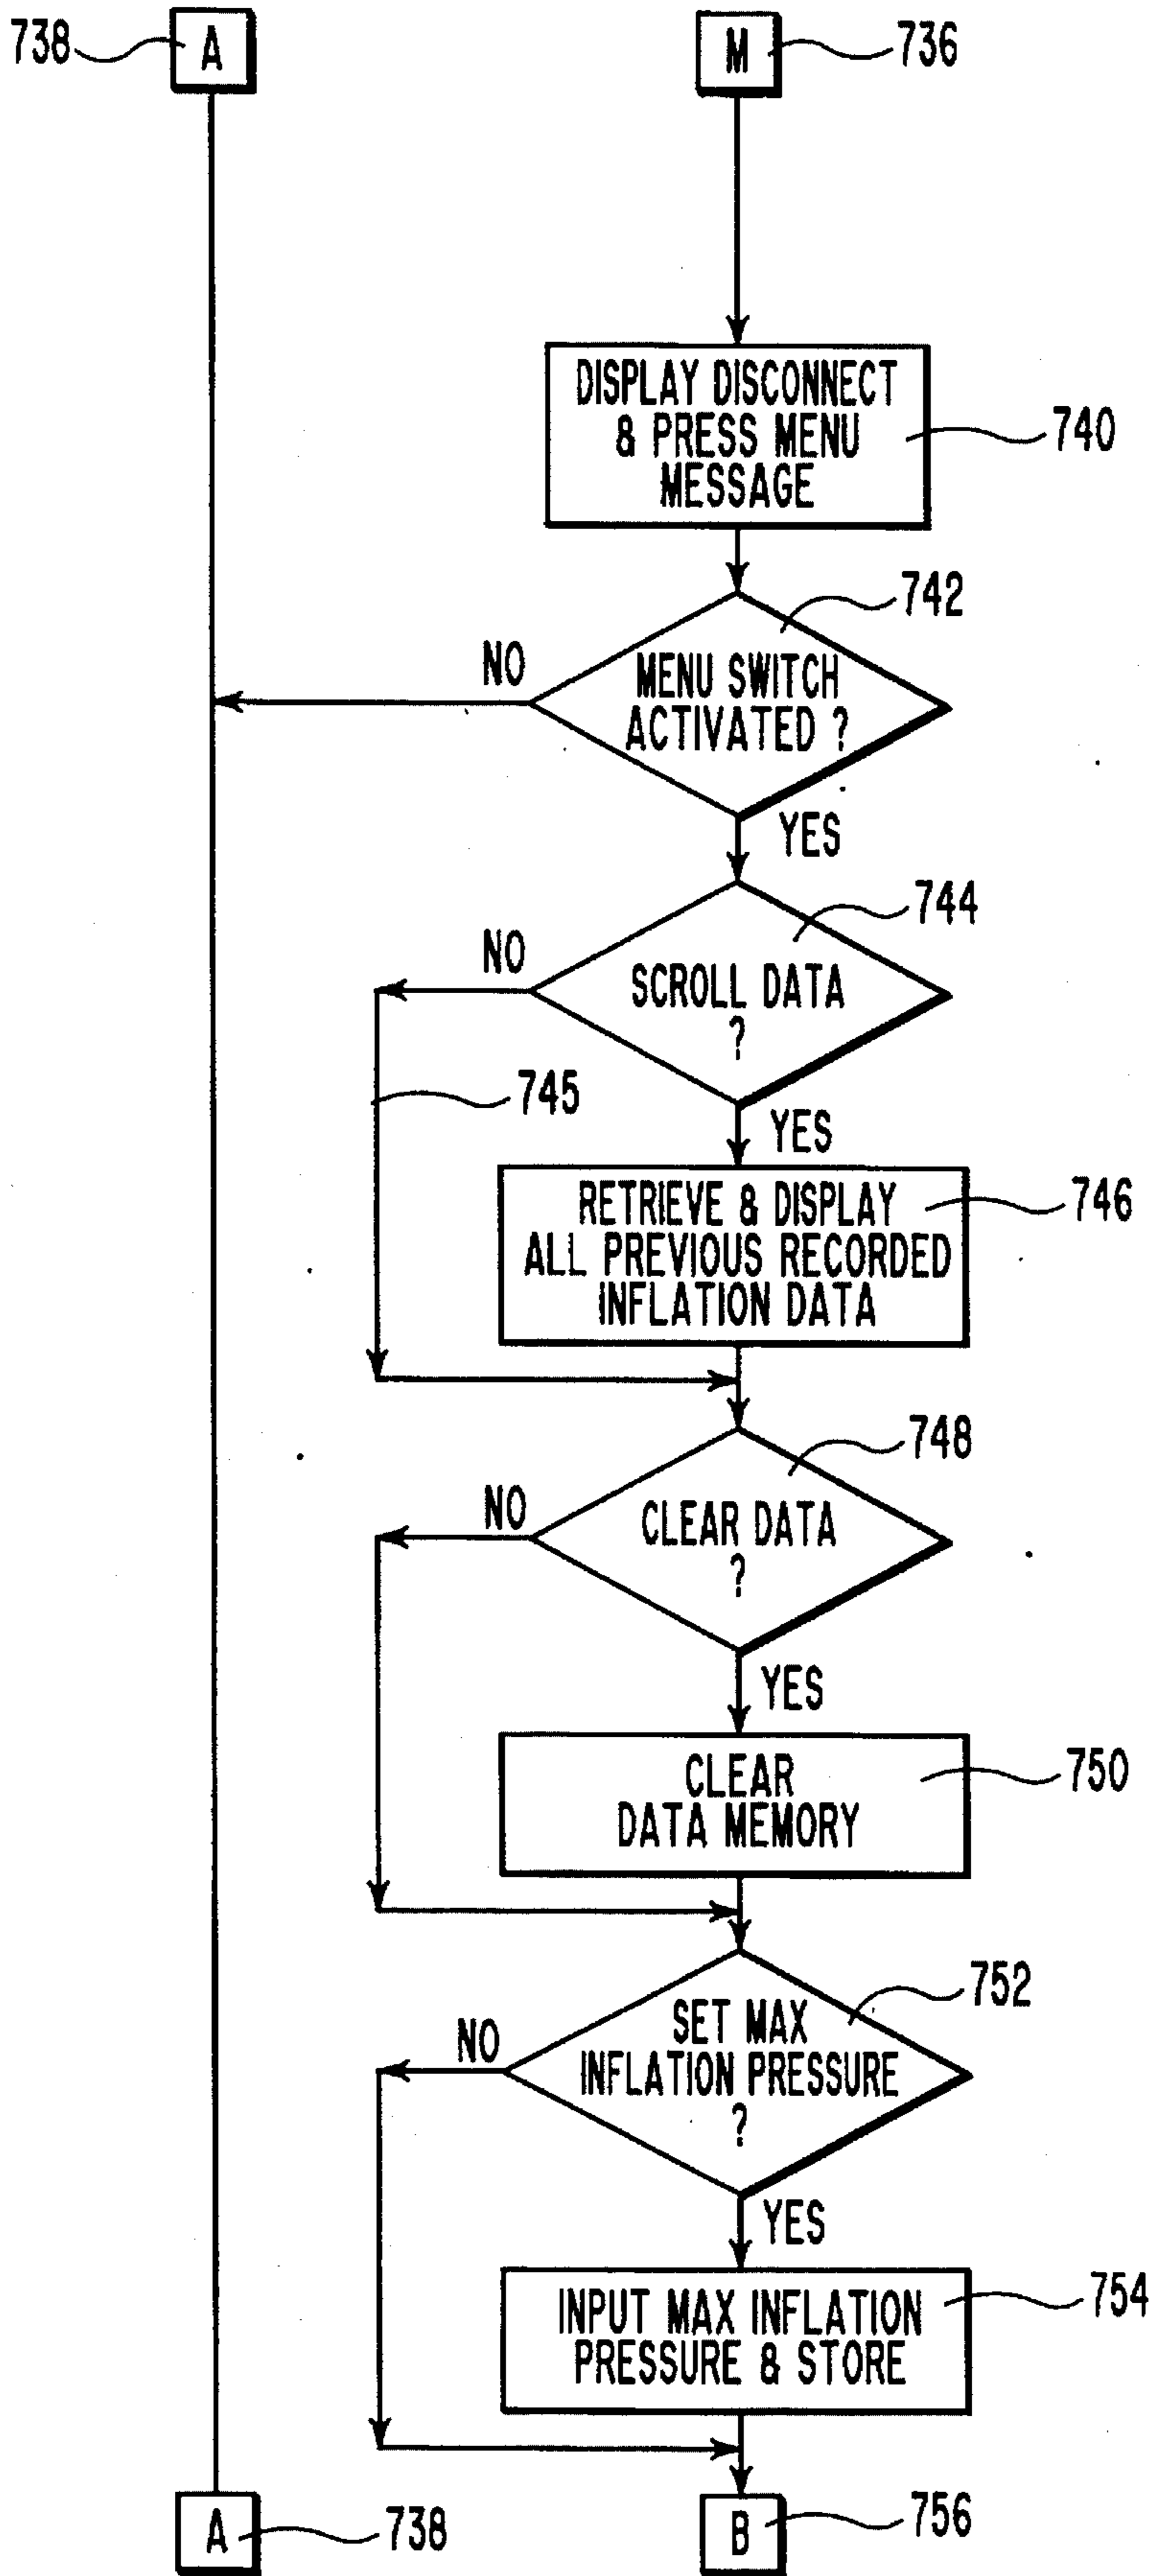 738
A
M
736
DISPLAY DISCONNECT
& PRESS MENU
MESSAGE
740
742
NO
MENU SWITCH
ACTIVATED ?
YES
744
NO
SCROLL DATA
?
745
YES
RETRIEVE & DISPLAY
ALL PREVIOUS RECORDED
INFLATION DATA
746
748
NO
CLEAR DATA
?
YES
CLEAR
DATA MEMORY
750
752
NO
SET MAX
INFLATION PRESSURE
?
YES
INPUT MAX INFLATION
PRESSURE & STORE
754
A
738
B
756